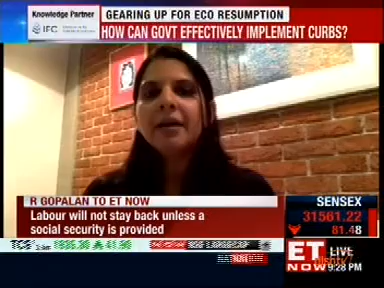 Knowledge Partner
IFC
GEARING UP FOR ECO RESUMPTION
HOW CAN GOVT EFFECTIVELY IMPLEMENT CURBS?
R GOPALAN TO ET NOW
Labour will not stay back unless a
social security is provided
SENSEX
31561.22
81.48
ET
NOW
LIVE
9:28 PM